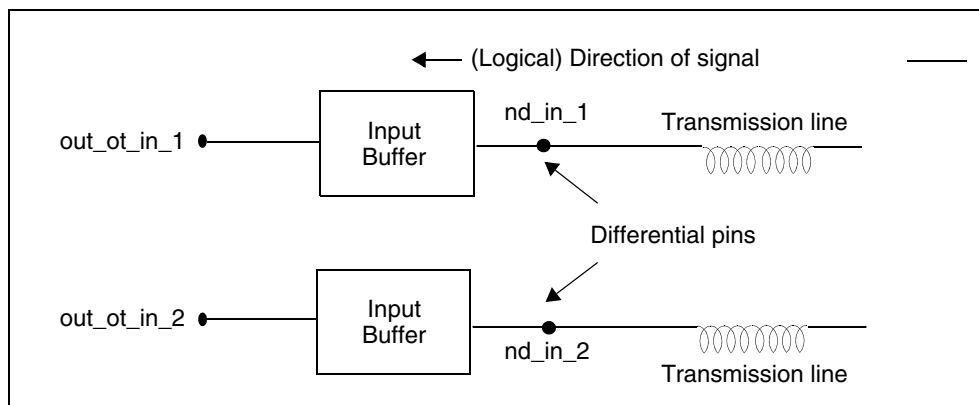 (Logical) Direction of signal
nd_in_1
Transmission line
out_ot_in_1
Input
Buffer
Differential pins
out_ot_in_2
Input
Buffer
nd_in_2
Transmission line